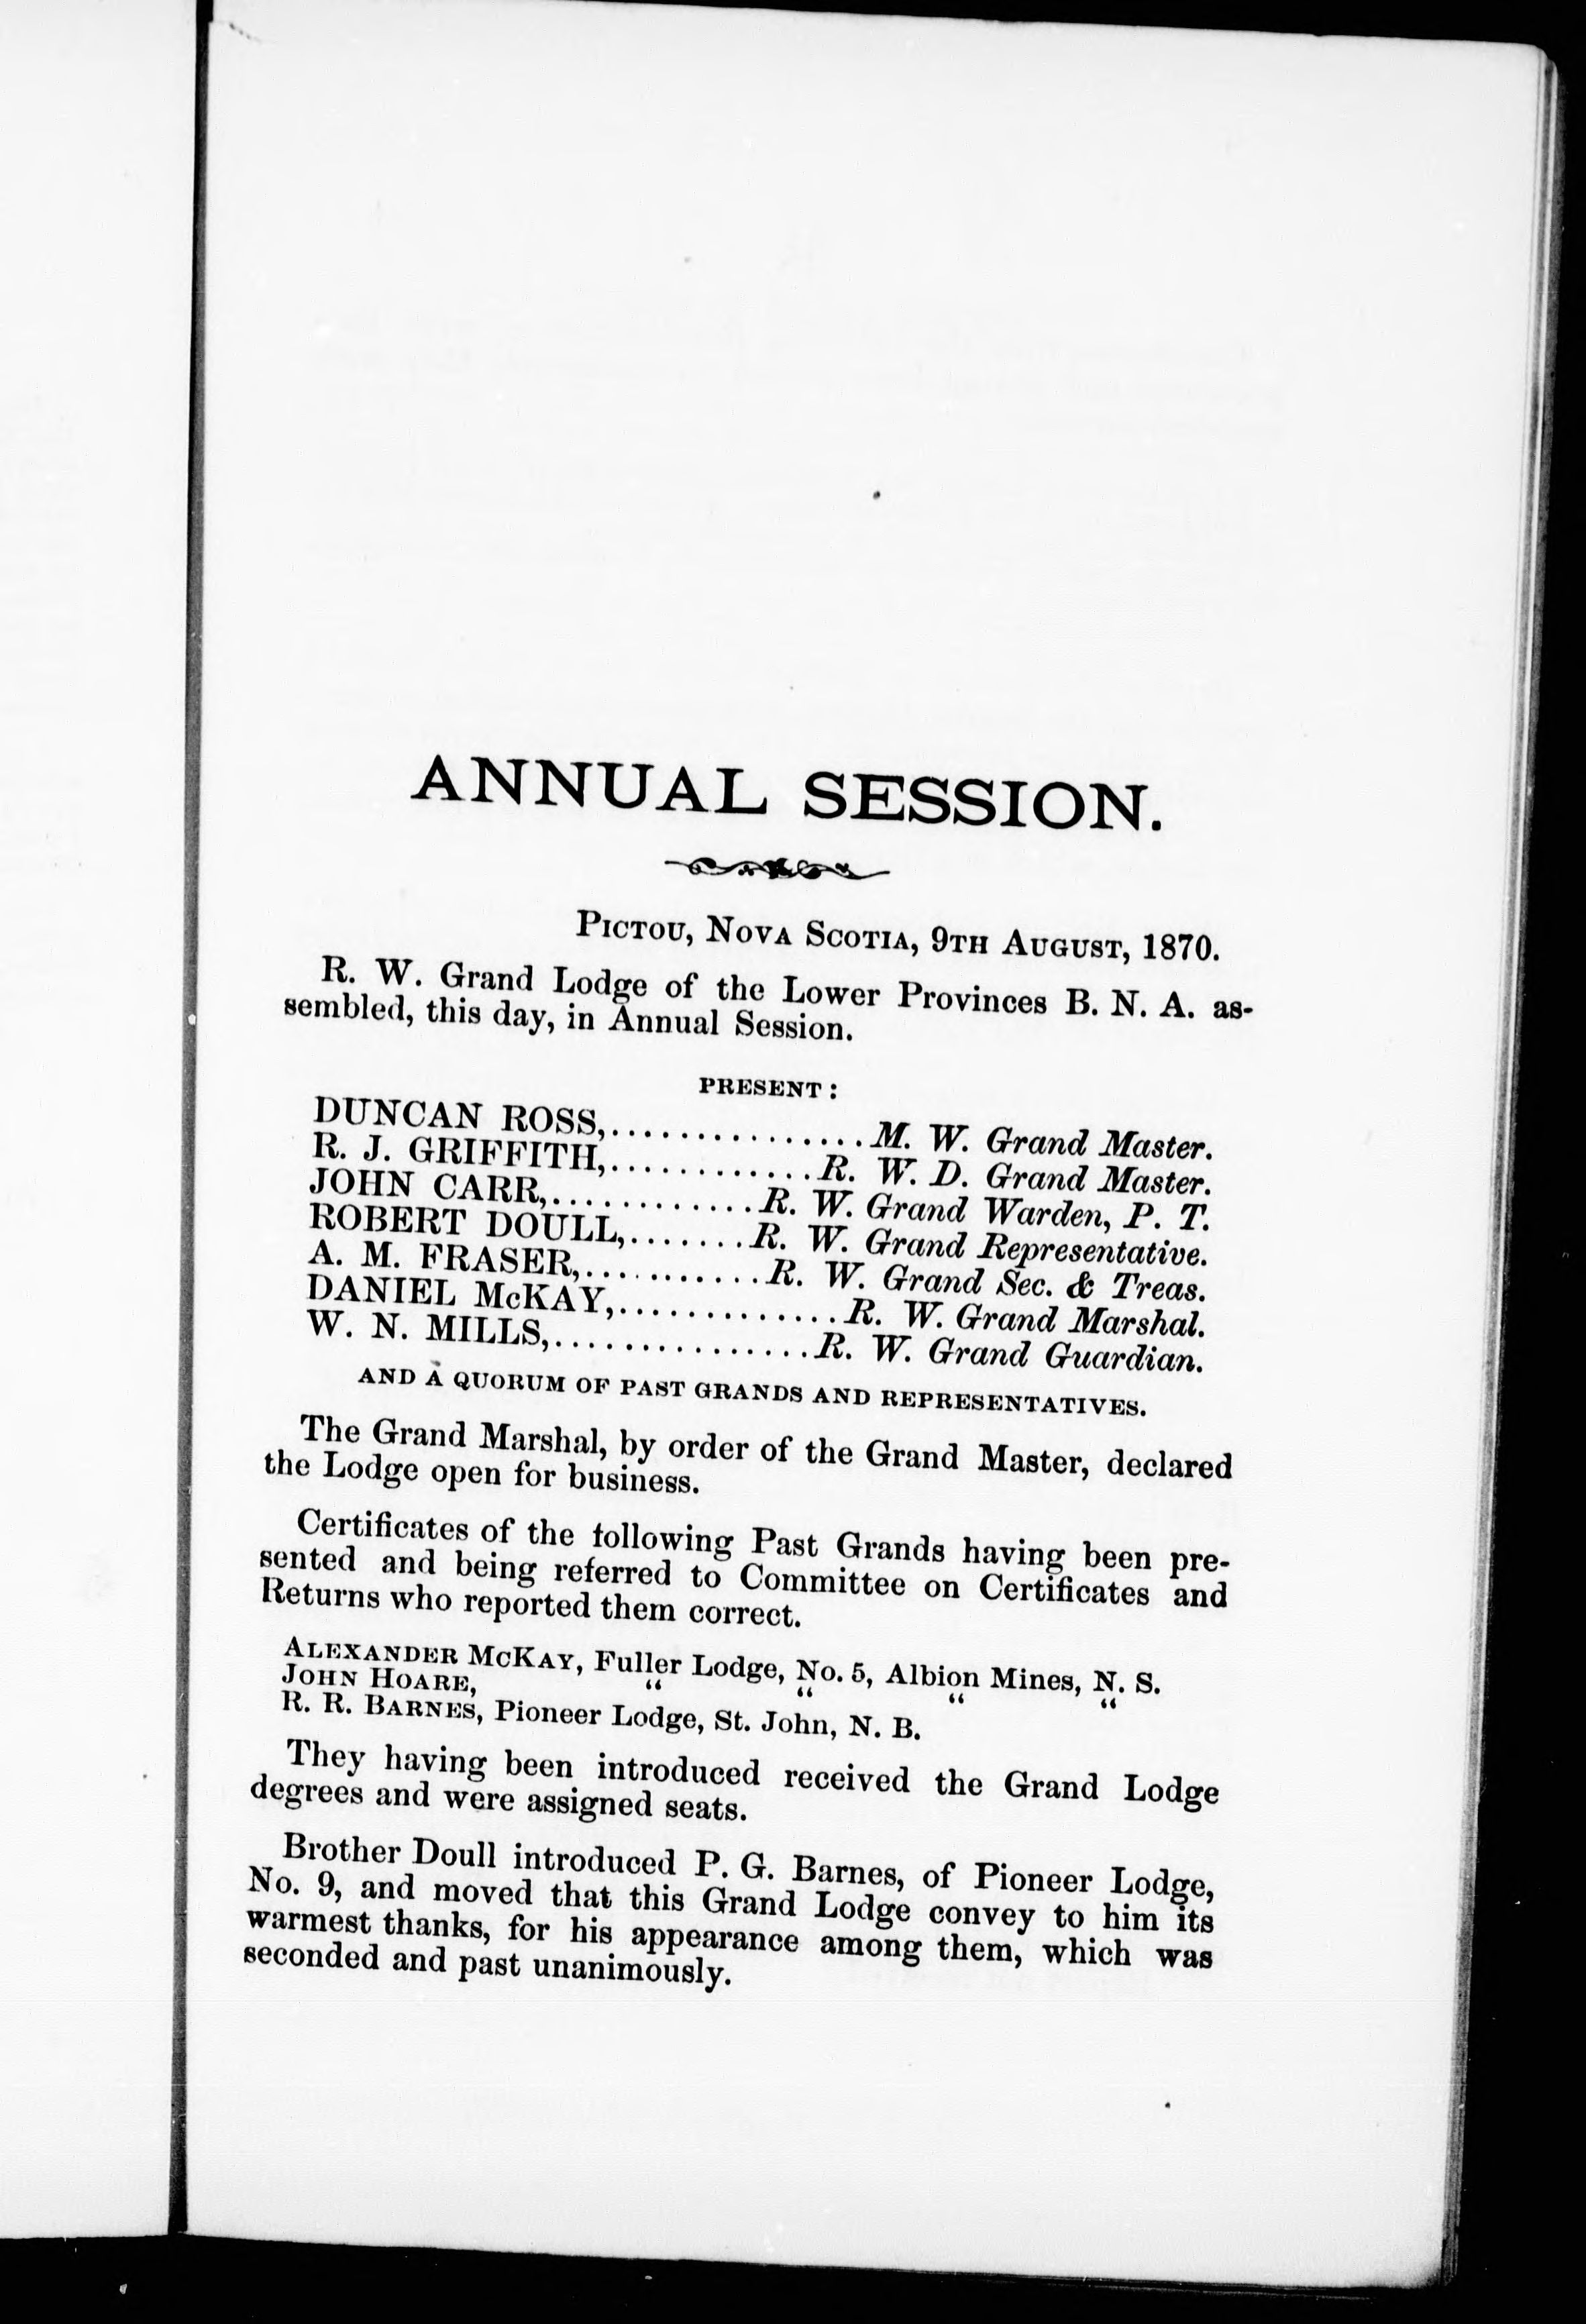 ANNUAL SESSION.
PICTOU, NOVA SCOTIA, 9TH AUGUST, 1870.
R. W. Grand Lodge of the Lower Provinces B. N. A. as-
sembled, this day, in Annual Session.
PRESENT:
DUNCAN ROSS,...............M. W. Grand Master.
R. J. GRIFFITH,............R. W. D. Grand Master.
JOHN CARR,............R. W. Grand Warden, P. T.
ROBERT DOULL,.......R. W. Grand Representative.
A. M. FRASER,...........R. W. Grand Sec. & Treas.
DANIEL McKAY,.............R. W. Grand Marshal.
W. N. MILLS,...............R. W. Grand Guardian.
AND A QUORUM OF PAST GRANDS AND REPRESENTATIVES.
The Grand Marshal, by order of the Grand Master, declared
the Lodge open for business.
Certificates of the following Past Grands having been pre-
sented and being referred to Committee on Certificates and
Returns who reported them correct.
ALEXANDER MCKAY, Fuller Lodge, No. 5, Albion Mines, N. S.
JOHN HOARE, " " " "
R. R. BARNES, Pioneer Lodge, St. John, N. B.
They having been introduced received the Grand Lodge
degrees and were assigned seats.
Brother Doull introduced P. G. Barnes, of Pioneer Lodge,
No. 9, and moved that this Grand Lodge convey to him its
warmest thanks, for his appearance among them, which was
seconded and past unanimously.